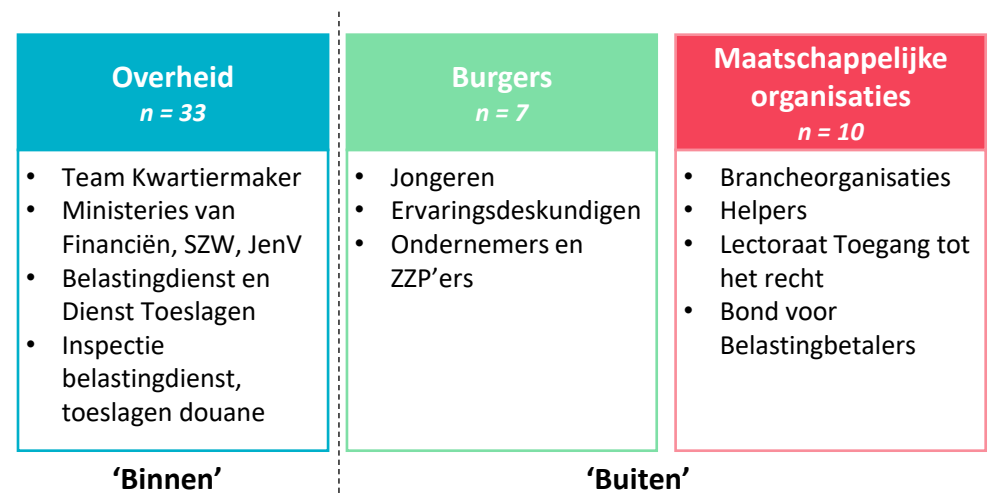 Overheid
n = 33
• Team Kwartiermaker
• Ministeries van
Financiën, SZW, JenV
• Belastingdienst en
Dienst Toeslagen
• Inspectie
belastingdienst,
toeslagen douane
Burgers
n = 7
• Jongeren
• Ervaringsdeskundigen
• Ondernemers en
ZZP’ers
Maatschappelijke
organisaties
n = 10
• Brancheorganisaties
• Helpers
• Lectoraat Toegang tot
het recht
• Bond voor
Belastingbetalers
‘Binnen’
‘Buiten’